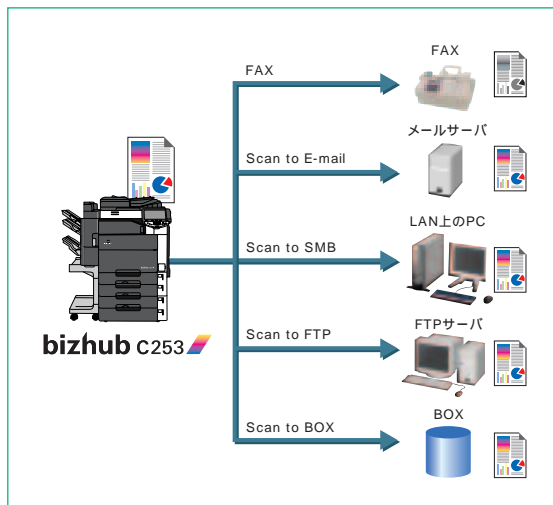 FAX
FAX
メールサーバ
Scan to E-mail
LAN上のPC
Scan to SMB
FTPサーバ
Scan to FTP
bizhub C253
BOX
Scan to BOX